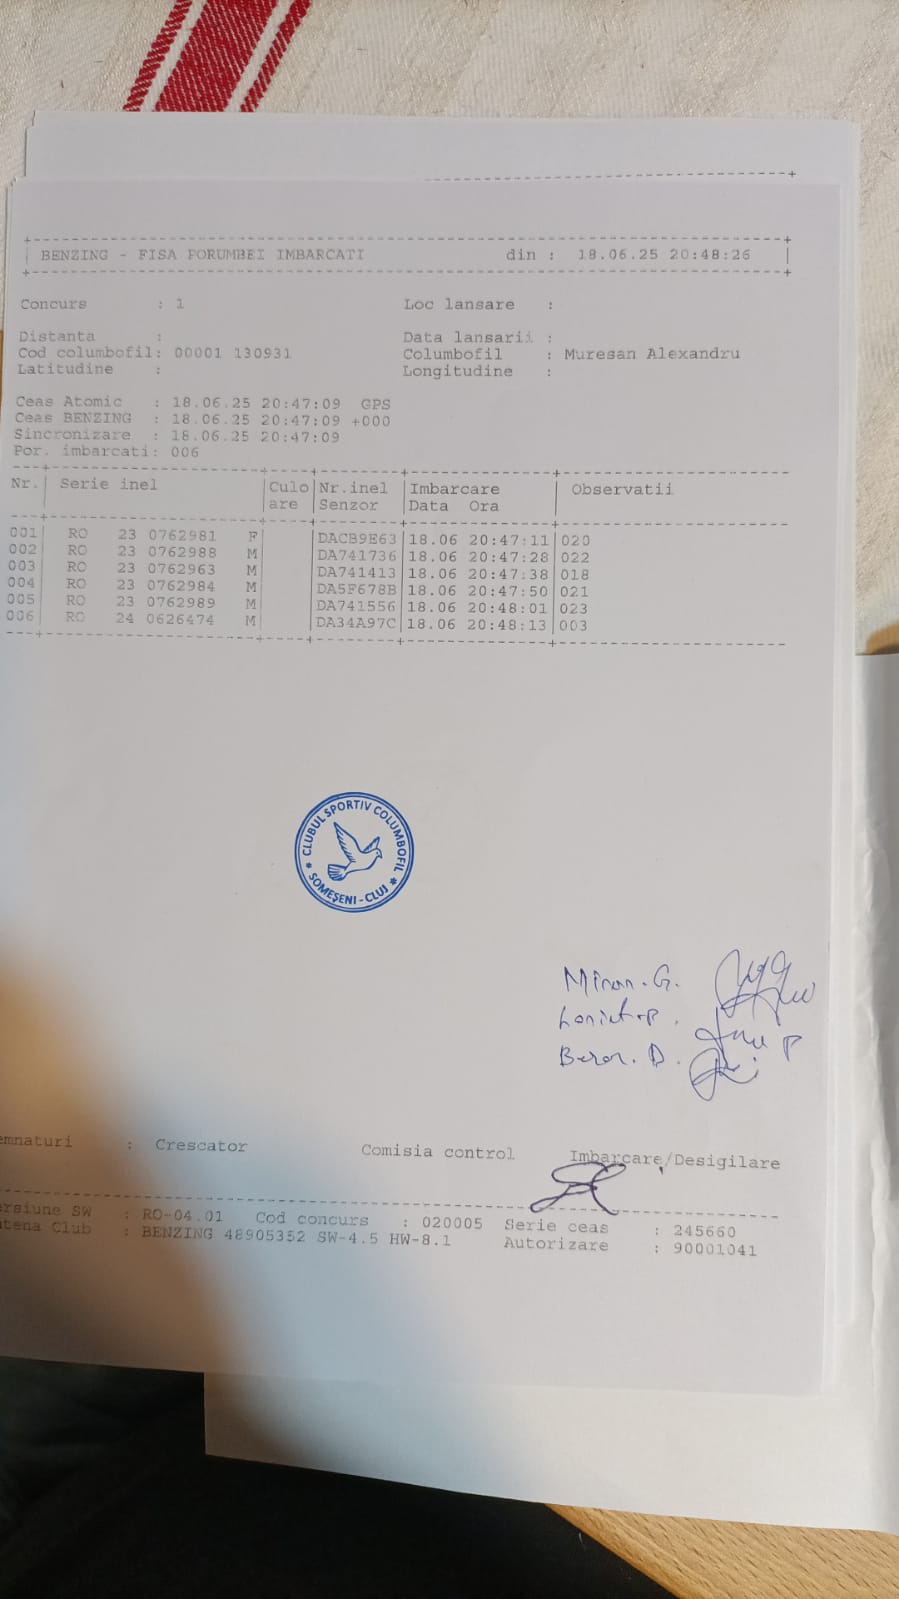 BENZING - FISA PORUMBEI IMBARCATI din : 18.06.25 20:48:26
Concurs : 1 Loc lansare :
Distanta : Data lansarii :
Cod columbofil: 00001 130931 Columbofil : Muresan Alexandru
Latitudine : Longitudine :
Ceas Atomic : 18.06.25 20:47:09 GPS
Ceas BENZING : 18.06.25 20:47:09 +000
Sincronizare : 18.06.25 20:47:09
Por. imbarcati: 006
Nr. Serie inel Culo Nr.inel Imbarcare Observatii
are Senzor Data Ora
001 RO 23 0762981 F DACB9E63 18.06 20:47:11 020
002 RO 23 0762988 M DA741736 18.06 20:47:28 022
003 RO 23 0762963 M DA741413 18.06 20:47:38 018
004 RO 23 0762984 M DA5F678B 18.06 20:47:50 021
005 RO 23 0762989 M DA741556 18.06 20:48:01 023
006 RO 24 0626474 M DA34A97C 18.06 20:48:13 003
CLUBUL SPORTIV COLUMBOFIL
* SOMEŞENI - CLUJ *
Miron. G.
Beror. D.
emnaturi : Crescator Comisia control Imbarcare/Desigilare
ersiune SW : RO-04.01 Cod concurs : 020005 Serie ceas : 245660
tena Club : BENZING 48905352 SW-4.5 HW-8.1 Autorizare : 90001041